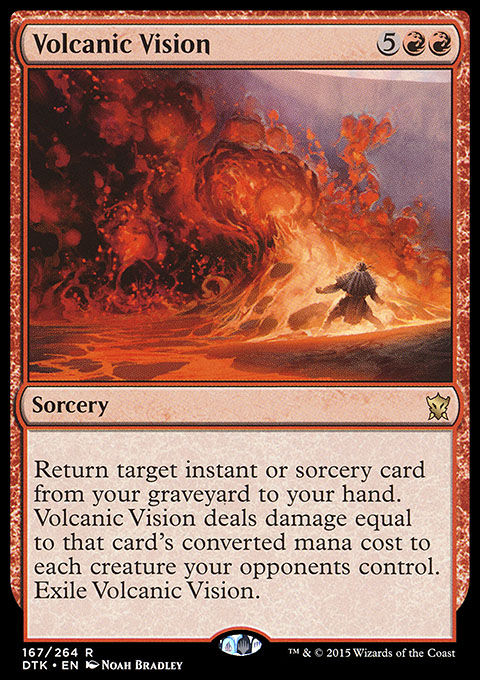 Volcanic Vision 5
Sorcery
Return target instant or sorcery card
from your graveyard to your hand.
Volcanic Vision deals damage equal
to that card's converted mana cost to
each creature your opponents control.
Exile Volcanic Vision.
167/264 R
DTK • EN Noah Bradley
™ & © 2015 Wizards of the Coast